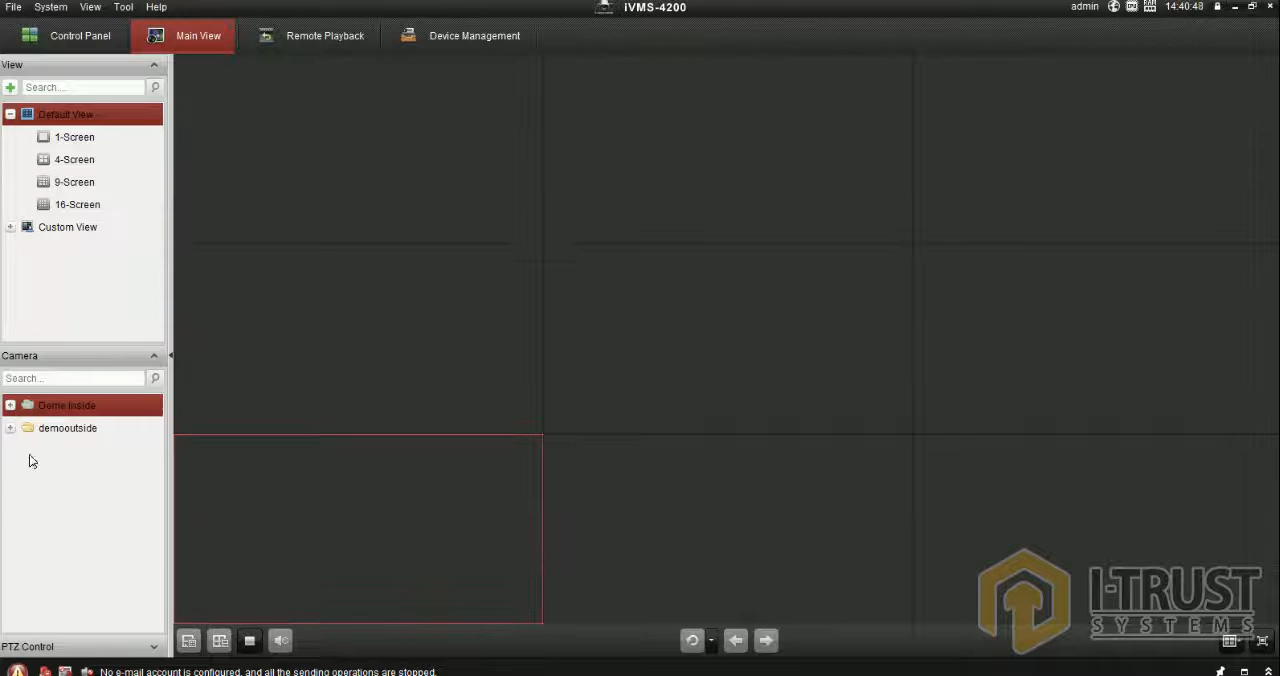 File System View Tool Help iVMS-4200 admin 14:40:48
Control Panel Main View Remote Playback Device Management
View
Search...
Default View
1-Screen
4-Screen
9-Screen
16-Screen
Custom View
Camera
Search...
Demo Inside
demooutside
I-TRUST
SYSTEMS
PTZ Control
No e-mail account is configured, and all the sending operations are stopped.